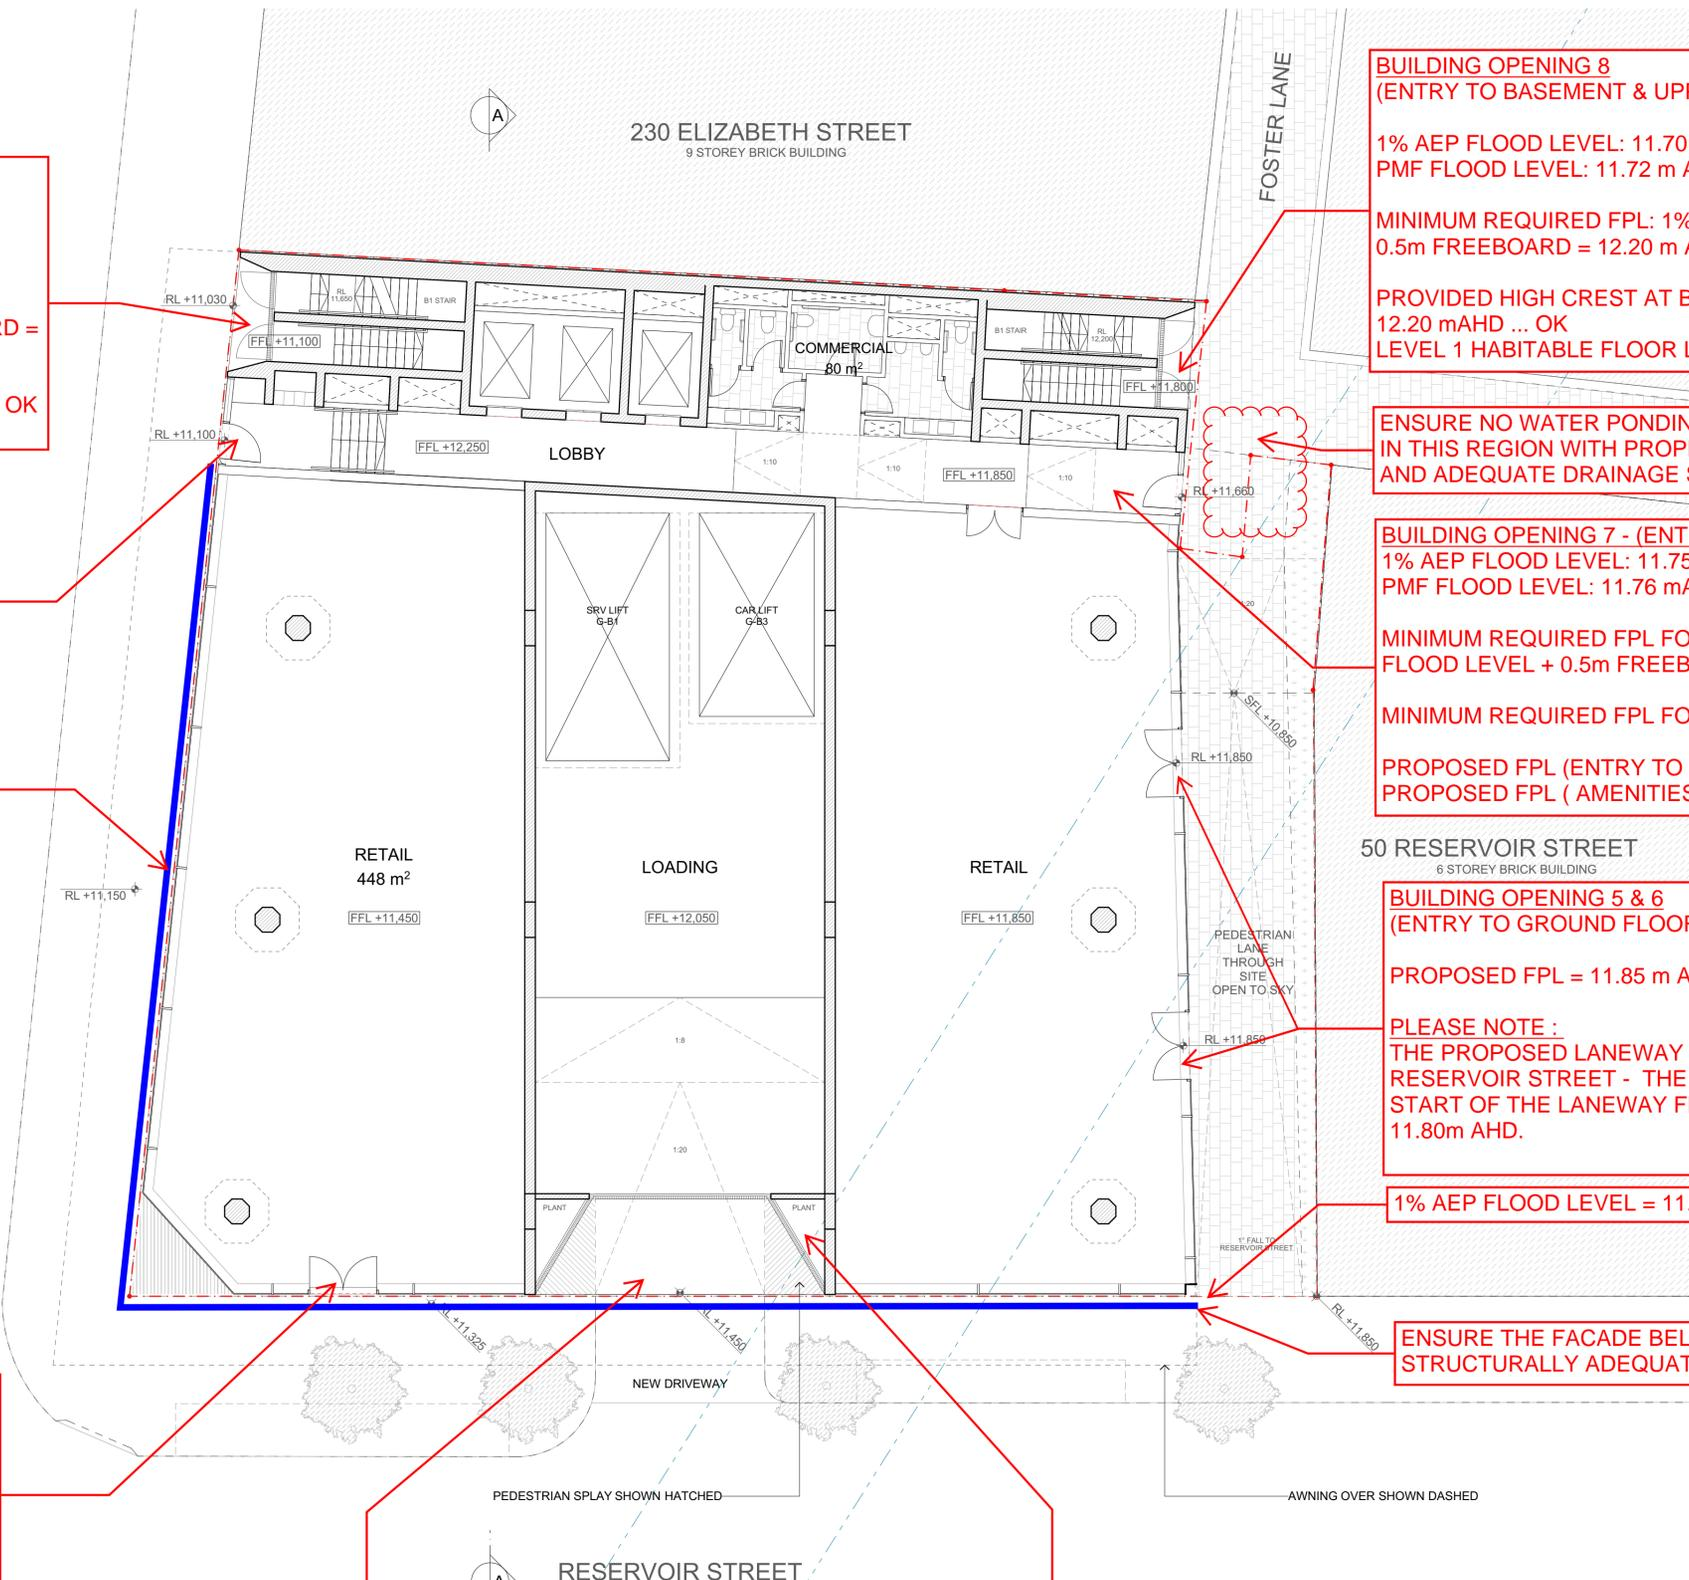 A
230 ELIZABETH STREET
9 STOREY BRICK BUILDING
FOSTER LANE
BUILDING OPENING 8
(ENTRY TO BASEMENT & UP
1% AEP FLOOD LEVEL: 11.70
PMF FLOOD LEVEL: 11.72 m A
MINIMUM REQUIRED FPL: 1%
0.5m FREEBOARD = 12.20 m A
PROVIDED HIGH CREST AT B
12.20 mAHD ... OK
LEVEL 1 HABITABLE FLOOR L
RD =
OK
RL +11,030
RL
11,650
B1 STAIR
FFL +11,100
COMMERCIAL
80 m²
B1 STAIR
RL
12,200
FFL +11,800
RL +11,100
FFL +12,250
LOBBY
1:10
1:10
FFL +11,850
1:10
RL +11,660
ENSURE NO WATER PONDIN
IN THIS REGION WITH PROP
AND ADEQUATE DRAINAGE S
BUILDING OPENING 7 - (ENT
1% AEP FLOOD LEVEL: 11.75
PMF FLOOD LEVEL: 11.76 mA
MINIMUM REQUIRED FPL FO
FLOOD LEVEL + 0.5m FREEB
MINIMUM REQUIRED FPL FO
PROPOSED FPL (ENTRY TO
PROPOSED FPL ( AMENITIES
SRV LIFT
G-B1
CAR LIFT
G-B3
1:20
SFL +10,850
RL +11,850
RETAIL
448 m²
FFL +11,450
LOADING
FFL +12,050
RETAIL
FFL +11,850
RL +11,150
50 RESERVOIR STREET
6 STOREY BRICK BUILDING
PEDESTRIAN
LANE
THROUGH
SITE
OPEN TO SKY
BUILDING OPENING 5 & 6
(ENTRY TO GROUND FLOOR
PROPOSED FPL = 11.85 m A
PLEASE NOTE :
THE PROPOSED LANEWAY
RESERVOIR STREET - THE
START OF THE LANEWAY F
11.80m AHD.
RL +11,850
1:8
1:20
PLANT
PLANT
1° FALL TO
RESERVOIR STREET
1% AEP FLOOD LEVEL = 11.
RL +11,325
RL +11,450
RL +11,850
ENSURE THE FACADE BEL
STRUCTURALLY ADEQUAT
NEW DRIVEWAY
PEDESTRIAN SPLAY SHOWN HATCHED
AWNING OVER SHOWN DASHED
RESERVOIR STREET
A